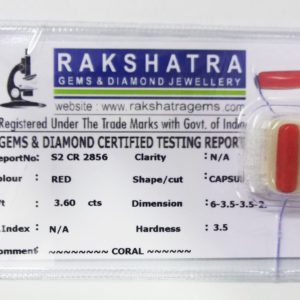 RAKSHATRA
GEMS & DIAMOND JEWELLERY
website : www.rakshatragems.com
Registered Under The Trade Marks with Govt. of
GEMS & DIAMOND CERTIFIED TESTING REPORT
S2 CR 2856 Clarity : N/A
RED Shape/cut :
: 3.60 cts Dimension : 6-3.5-3.5-2.
.Index : N/A Hardness : 3.5
: ~~~~~~~~ CORAL ~~~~~~~